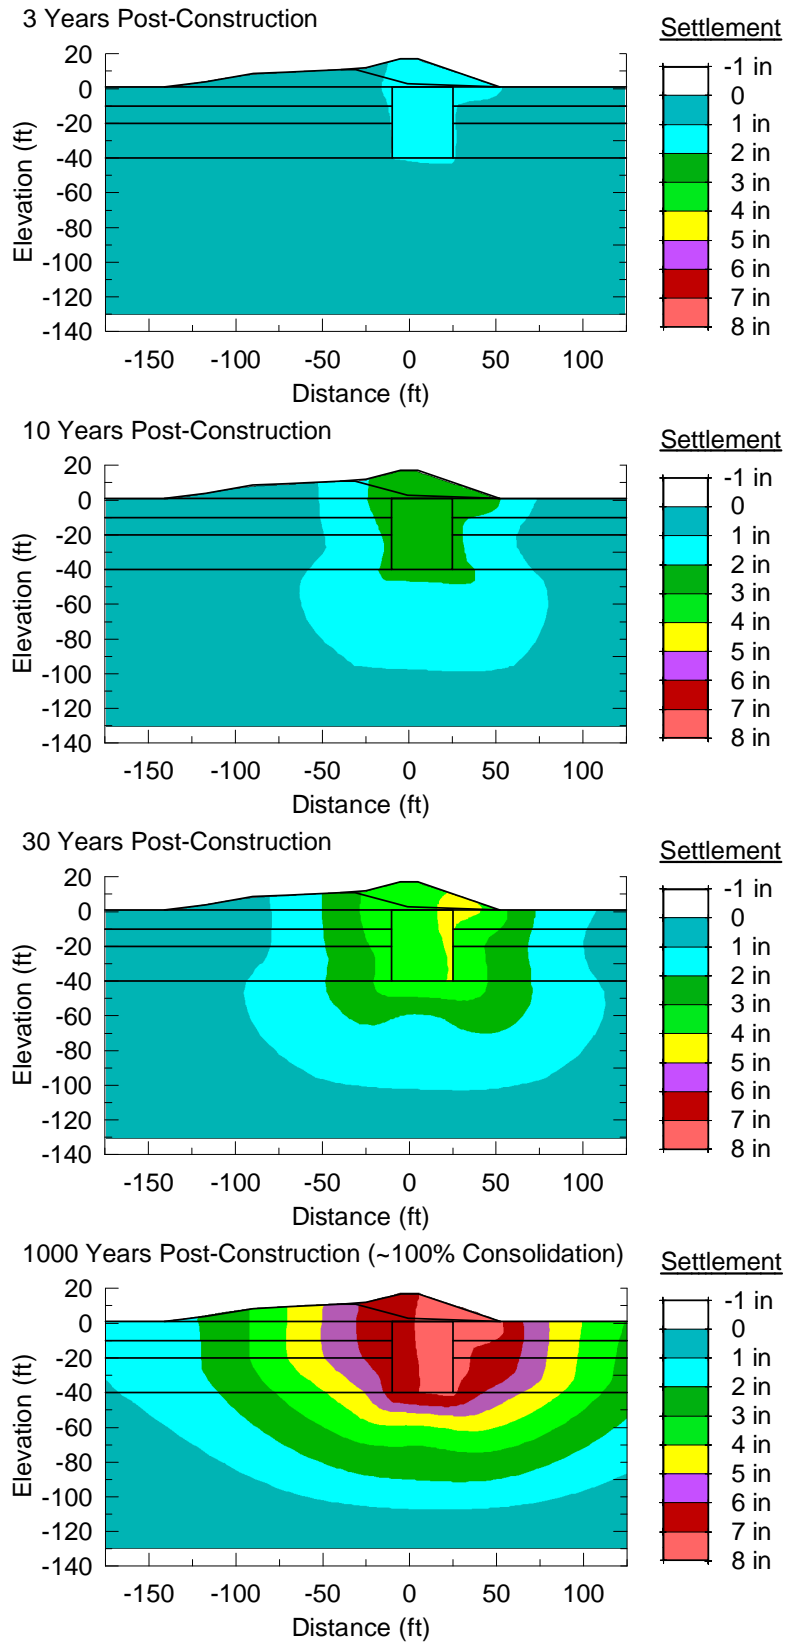 3 Years Post-Construction
Settlement
-1 in
0
1 in
2 in
3 in
4 in
5 in
6 in
7 in
8 in
Elevation (ft)
20
0
-20
-40
-60
-80
-100
-120
-140
-150 -100 -50 0 50 100
Distance (ft)
10 Years Post-Construction
Settlement
-1 in
0
1 in
2 in
3 in
4 in
5 in
6 in
7 in
8 in
Elevation (ft)
20
0
-20
-40
-60
-80
-100
-120
-140
-150 -100 -50 0 50 100
Distance (ft)
30 Years Post-Construction
Settlement
-1 in
0
1 in
2 in
3 in
4 in
5 in
6 in
7 in
8 in
Elevation (ft)
20
0
-20
-40
-60
-80
-100
-120
-140
-150 -100 -50 0 50 100
Distance (ft)
1000 Years Post-Construction (~100% Consolidation)
Settlement
-1 in
0
1 in
2 in
3 in
4 in
5 in
6 in
7 in
8 in
Elevation (ft)
20
0
-20
-40
-60
-80
-100
-120
-140
-150 -100 -50 0 50 100
Distance (ft)